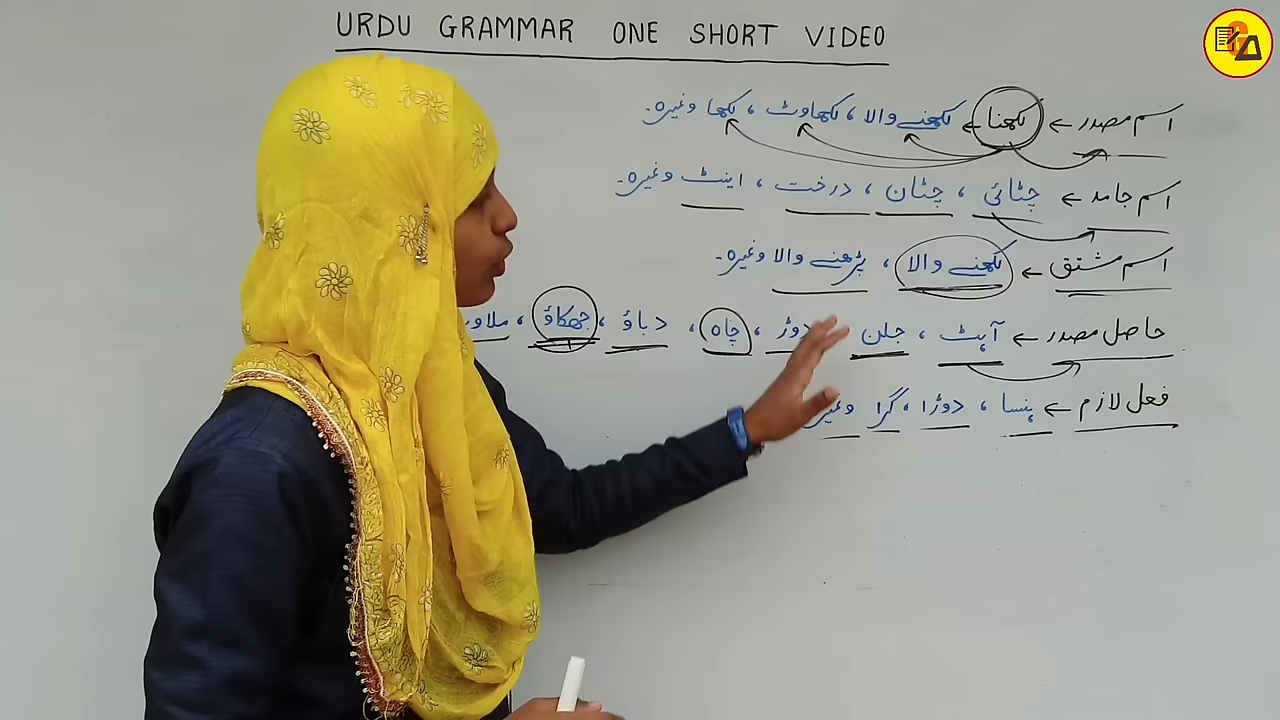 URDU GRAMMAR ONE SHORT VIDEO
اسم مصدر ← لکھنا ← لکھنے والا ، لکھاوٹ ، لکھا وغیرہ۔
اسم جامد ← چٹائی ، چٹان ، درخت ، اینٹ وغیرہ۔
اسم مشتق ← لکھنے والا ، پڑھنے والا وغیرہ۔
حاصل مصدر ← آہٹ ، جلن ، دوڑ ، چاہ ، دباؤ ، جھکاؤ ،
فعل لازم ← ہنسا ، دوڑا ، گرا